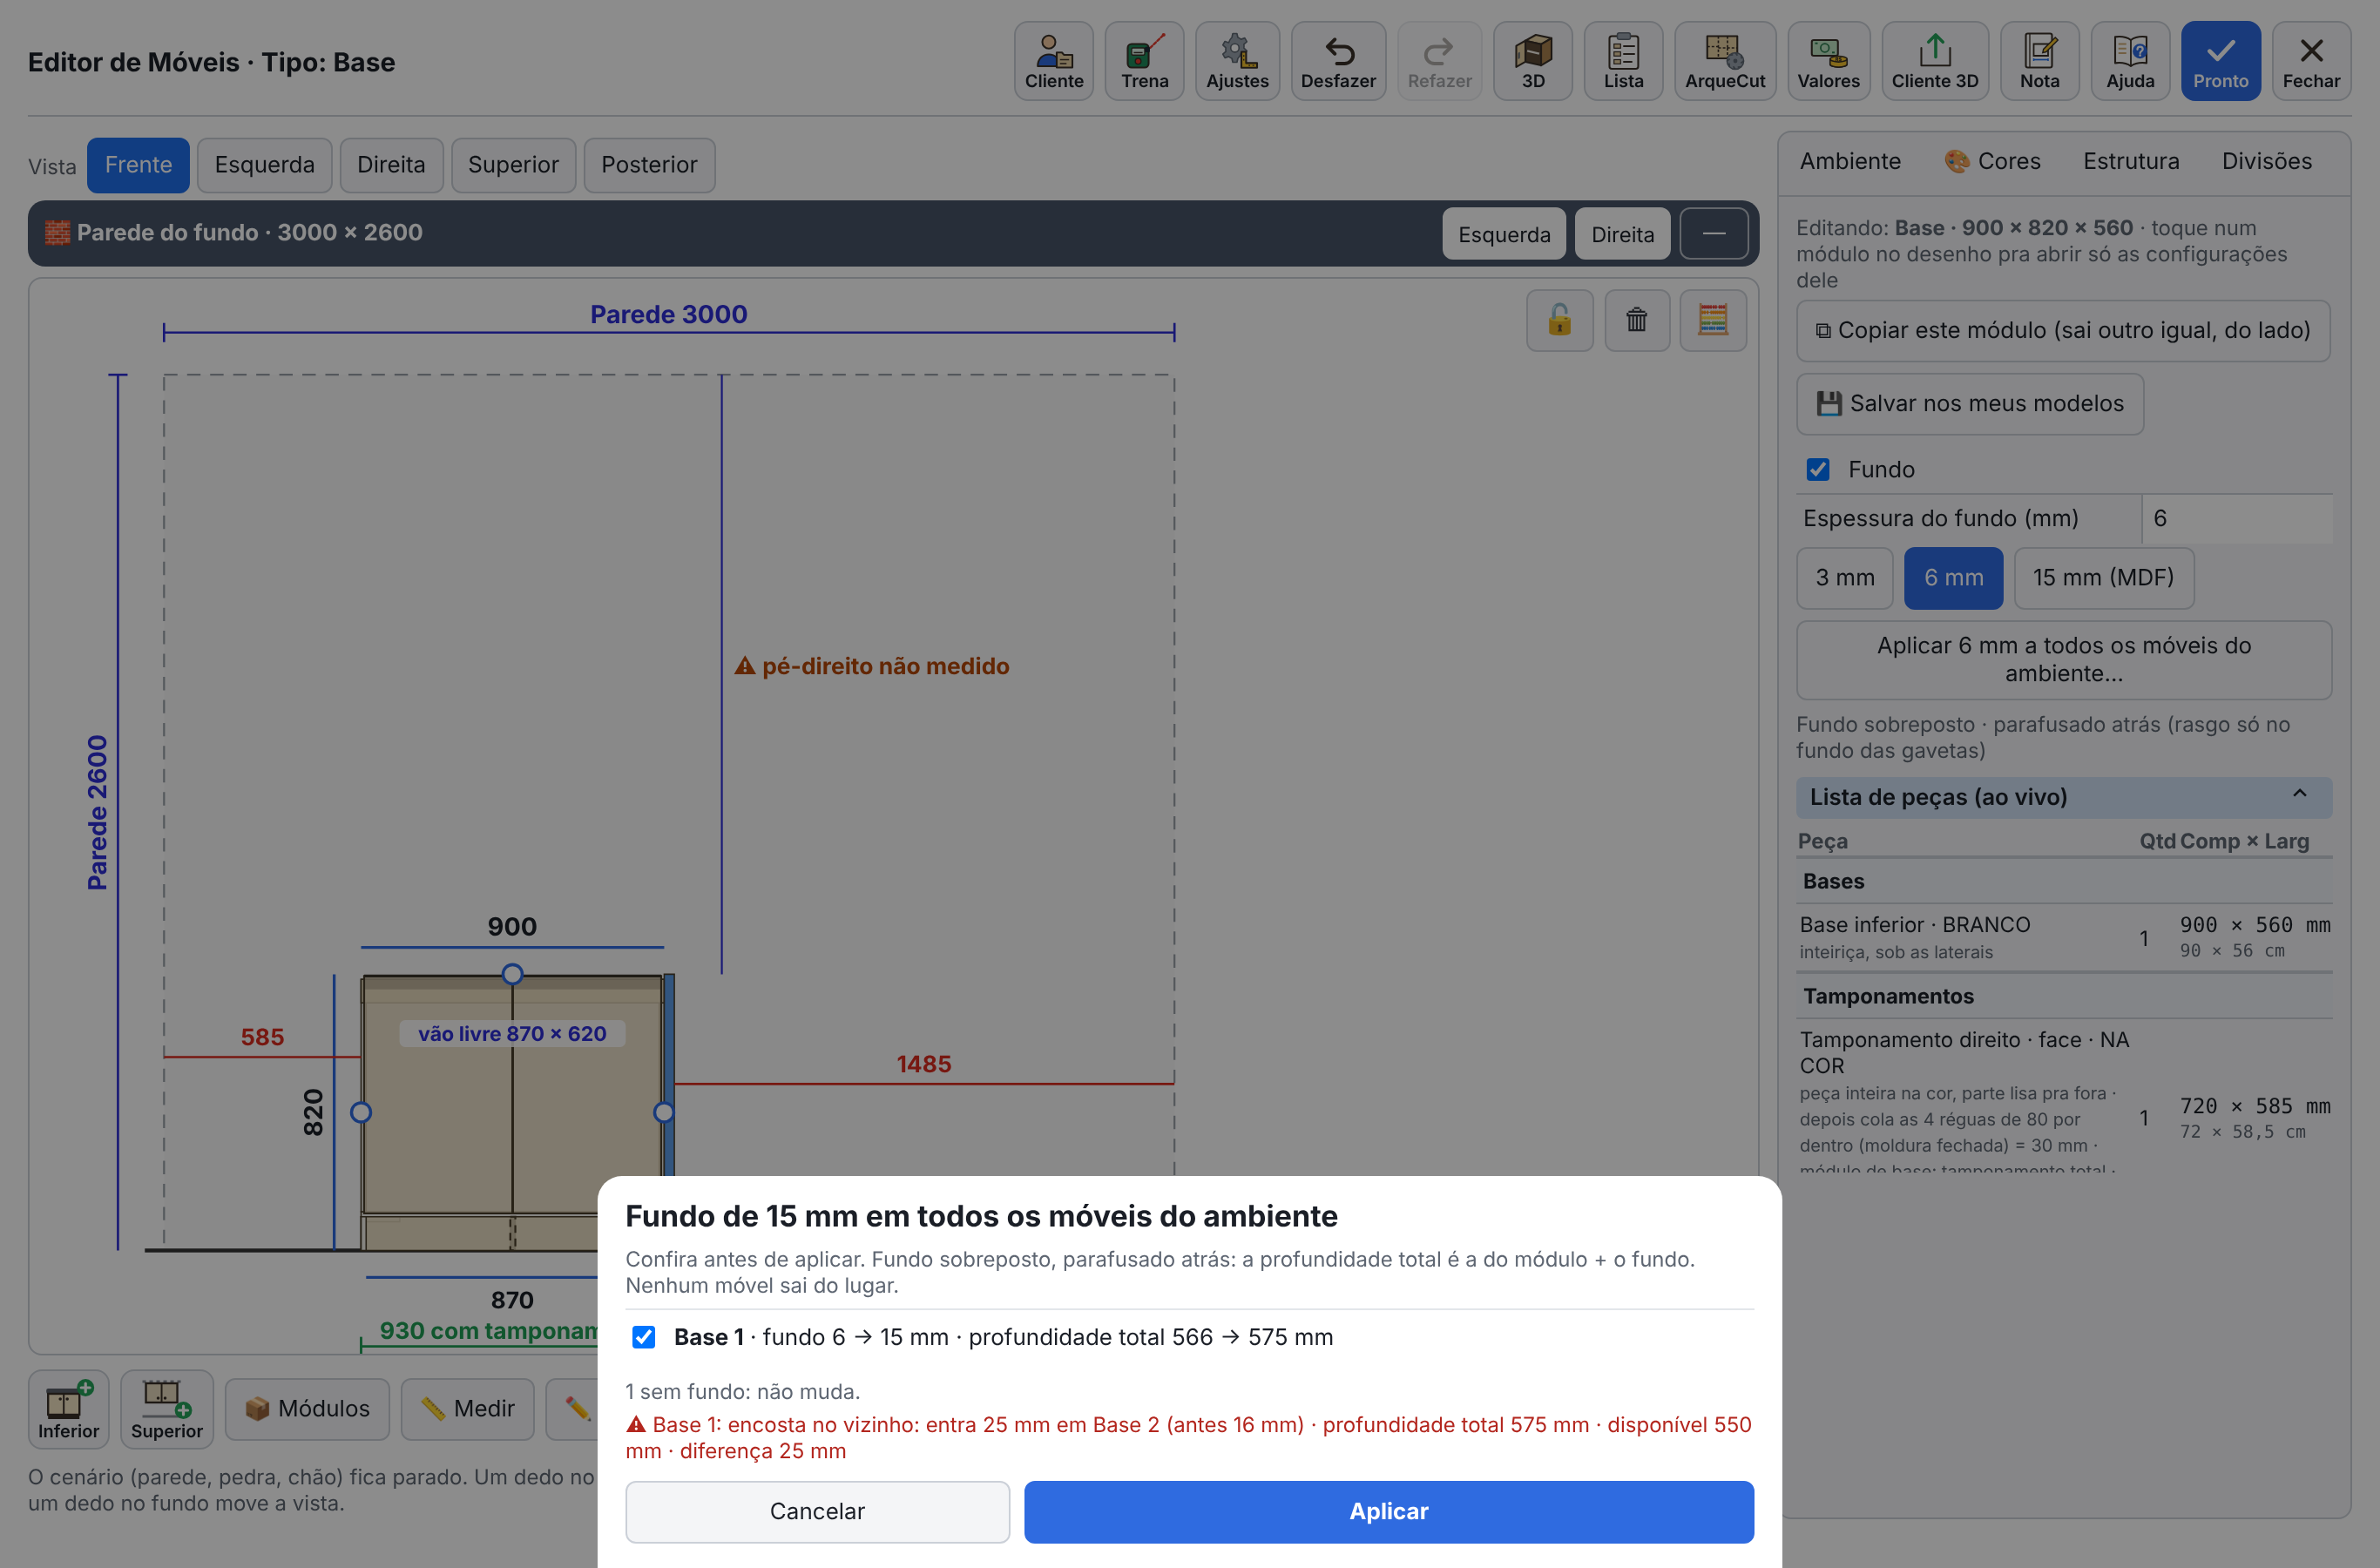 Editor de Móveis · Tipo: Base
Cliente
Trena
Ajustes
Desfazer
Refazer
3D
Lista
ArqueCut
Valores
Cliente 3D
Nota
Ajuda
Pronto
Fechar
Vista
Frente
Esquerda
Direita
Superior
Posterior
Parede do fundo · 3000 × 2600
Esquerda
Direita
—
Parede 3000
Parede 2600
⚠ pé-direito não medido
900
vão livre 870 × 620
585
820
1485
870
930 com tamponam
Inferior
Superior
Módulos
Medir
O cenário (parede, pedra, chão) fica parado. Um dedo no
um dedo no fundo move a vista.
Ambiente
Cores
Estrutura
Divisões
Editando: Base · 900 × 820 × 560 · toque num
módulo no desenho pra abrir só as configurações
dele
⧉ Copiar este módulo (sai outro igual, do lado)
Salvar nos meus modelos
Fundo
Espessura do fundo (mm)
6
3 mm
6 mm
15 mm (MDF)
Aplicar 6 mm a todos os móveis do
ambiente...
Fundo sobreposto · parafusado atrás (rasgo só no
fundo das gavetas)
Lista de peças (ao vivo)
Peça
Qtd
Comp × Larg
Bases
Base inferior · BRANCO
inteiriça, sob as laterais
1
900 × 560 mm
90 × 56 cm
Tamponamentos
Tamponamento direito · face · NA
COR
peça inteira na cor, parte lisa pra fora ·
depois cola as 4 réguas de 80 por
dentro (moldura fechada) = 30 mm ·
módulo de base: tamponamento total ·
1
720 × 585 mm
72 × 58,5 cm
Fundo de 15 mm em todos os móveis do ambiente
Confira antes de aplicar. Fundo sobreposto, parafusado atrás: a profundidade total é a do módulo + o fundo.
Nenhum móvel sai do lugar.
Base 1 · fundo 6 → 15 mm · profundidade total 566 → 575 mm
1 sem fundo: não muda.
⚠ Base 1: encosta no vizinho: entra 25 mm em Base 2 (antes 16 mm) · profundidade total 575 mm · disponível 550
mm · diferença 25 mm
Cancelar
Aplicar